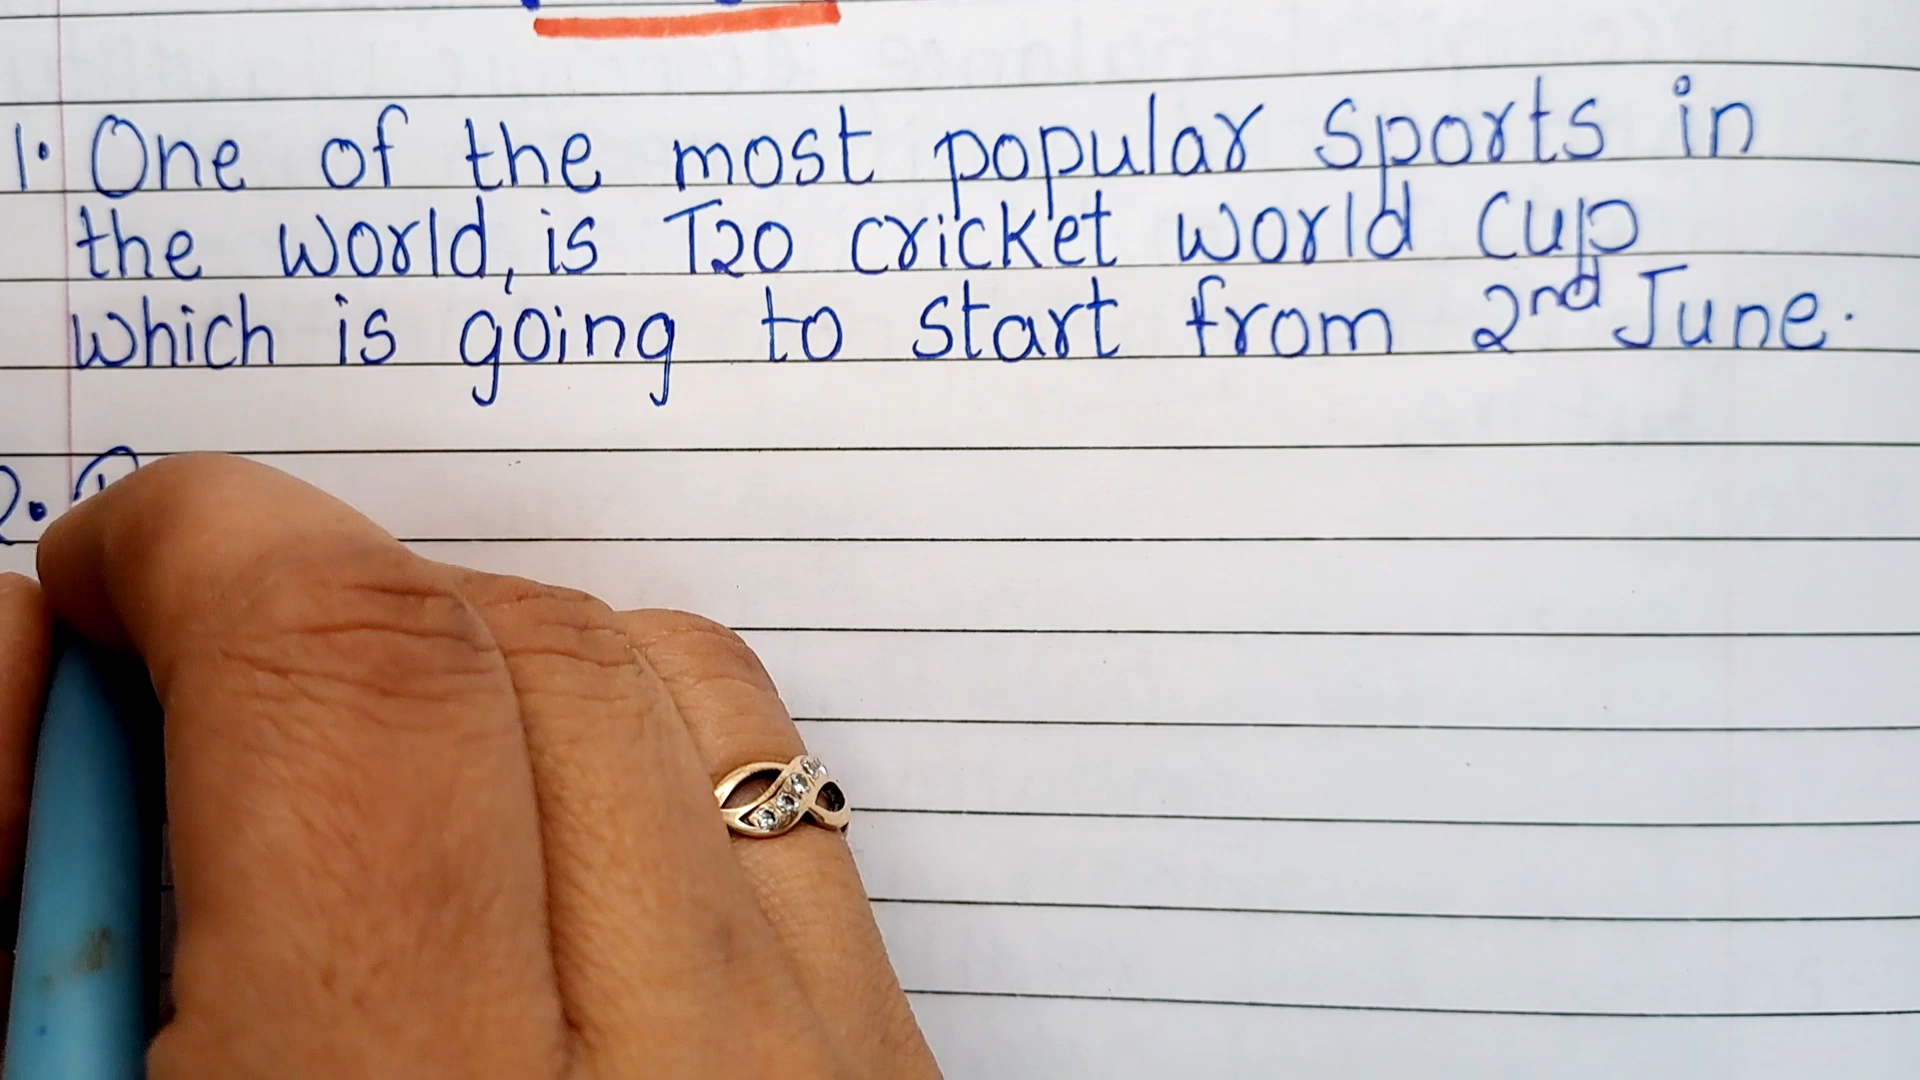 1. One of the most popular sports in
the world, is T20 cricket world cup
which is going to start from 2nd June.
2.